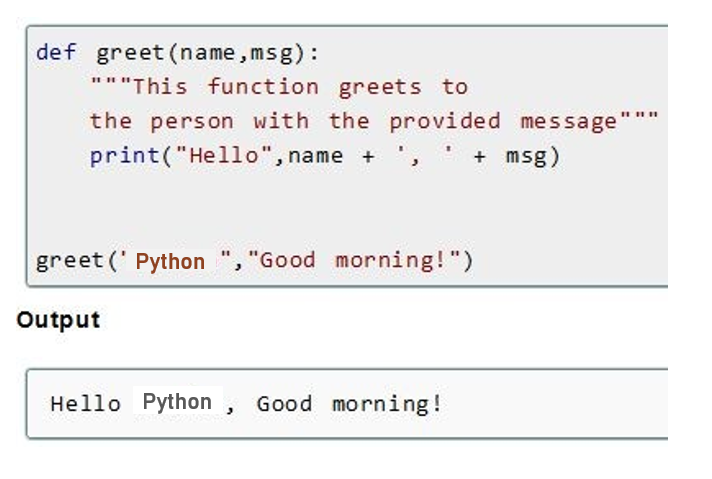 def greet(name,msg):
"""This function greets to
the person with the provided message"""
print("Hello",name + ', ' + msg)
greet(' Python ","Good morning!")
Output
Hello Python , Good morning!